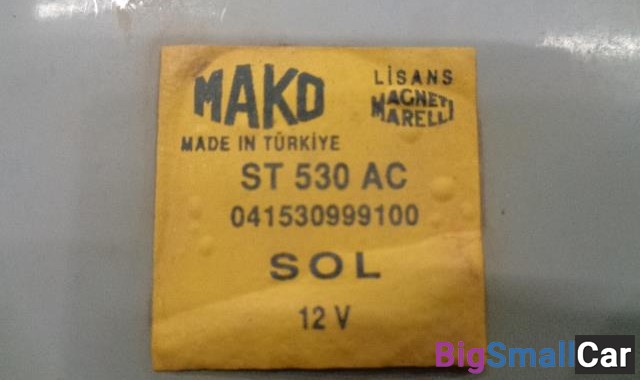 MAKO
LİSANS
MAGNETI
MARELLI
MADE IN TÜRKİYE
ST 530 AC
041530999100
SOL
12 V
BigSmallCar